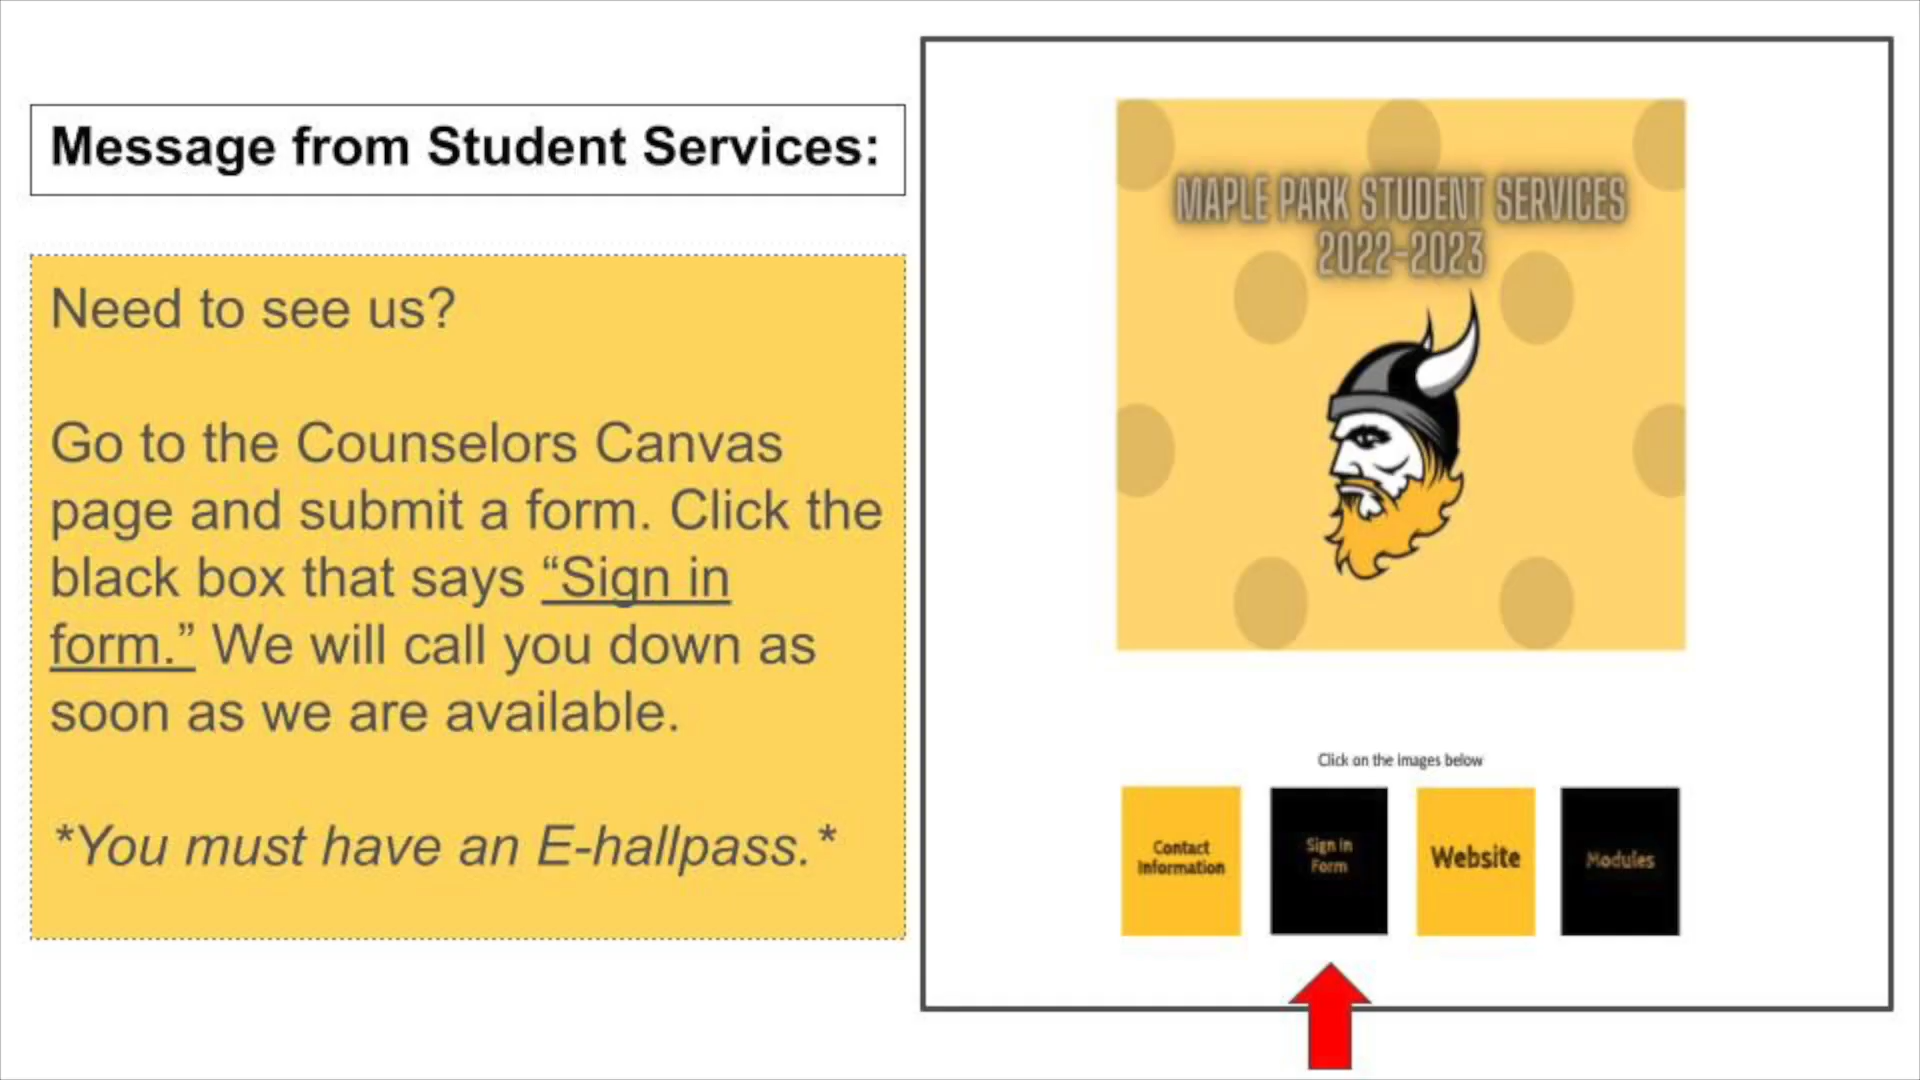 Message from Student Services:
Need to see us?
Go to the Counselors Canvas
page and submit a form. Click the
black box that says “Sign in
form.” We will call you down as
soon as we are available.
*You must have an E-hallpass.*
MAPLE PARK STUDENT SERVICES
2022-2023
Click on the images below
Contact
Information
Sign In
Form
Website
Modules